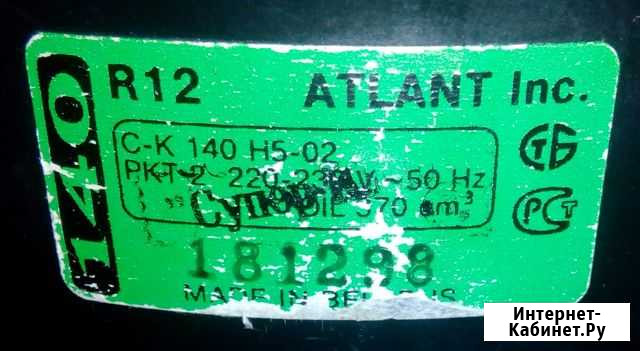 R12 ATLANT Inc.
C-K 140 H5-02
PKT 2~220-230V ~50 Hz
OIL 370 cm³
181298
MADE IN BELARUS
PCT
Интернет-
Кабинет.Ру